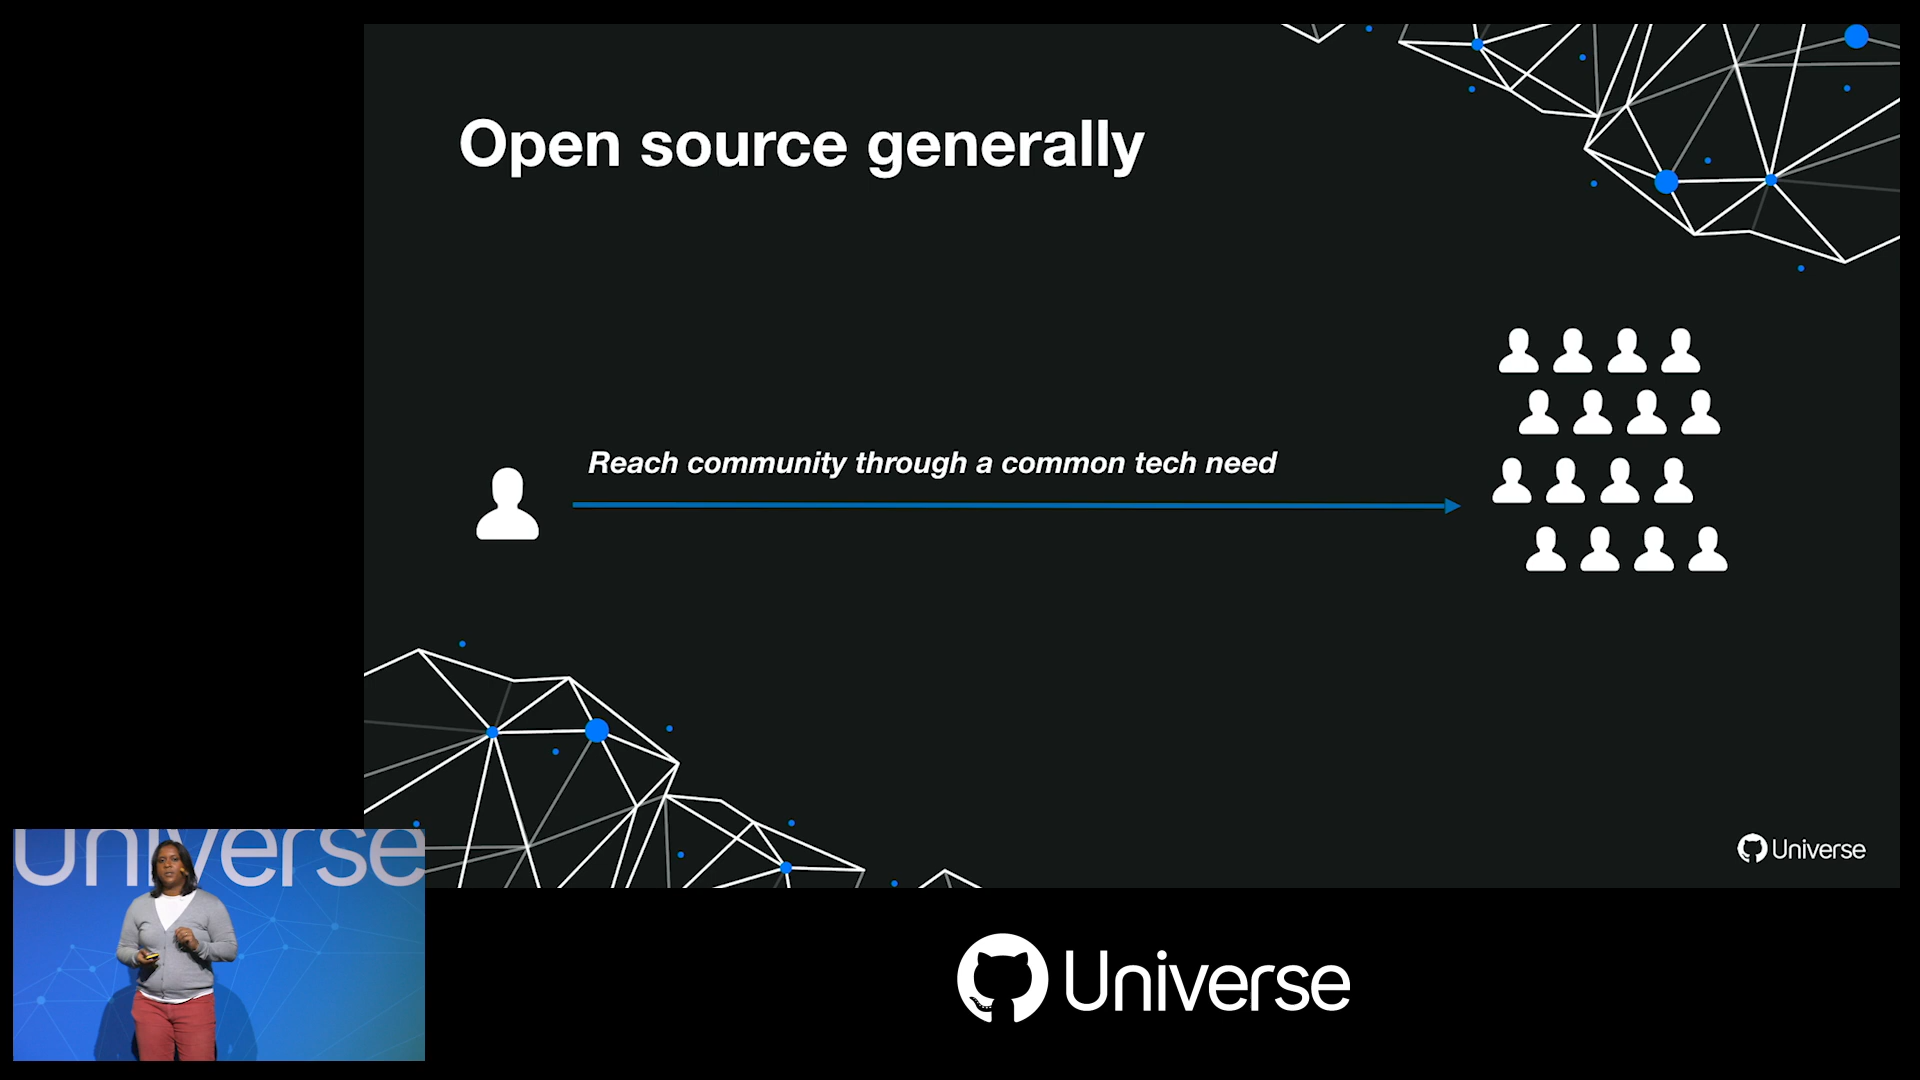 Open source generally
Reach community through a common tech need
Universe
Universe
Universe